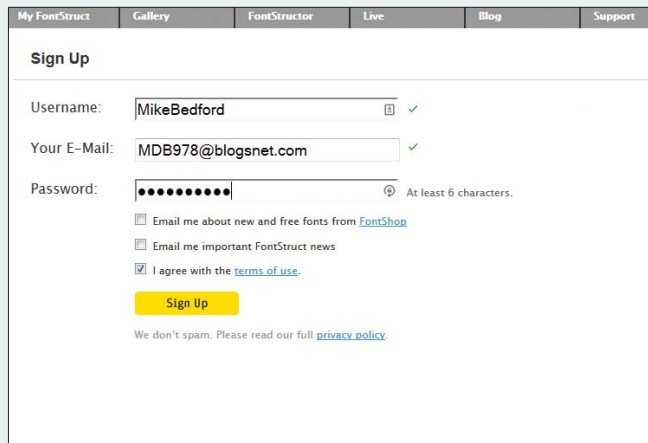 My FontStruct Gallery FontStructor Live Blog Support
Sign Up
Username: MikeBedford
Your E-Mail: MDB978@blogsnet.com
Password: ●●●●●●●●●● At least 6 characters.
Email me about new and free fonts from FontShop
Email me important FontStruct news
I agree with the terms of use.
Sign Up
We don't spam. Please read our full privacy policy.